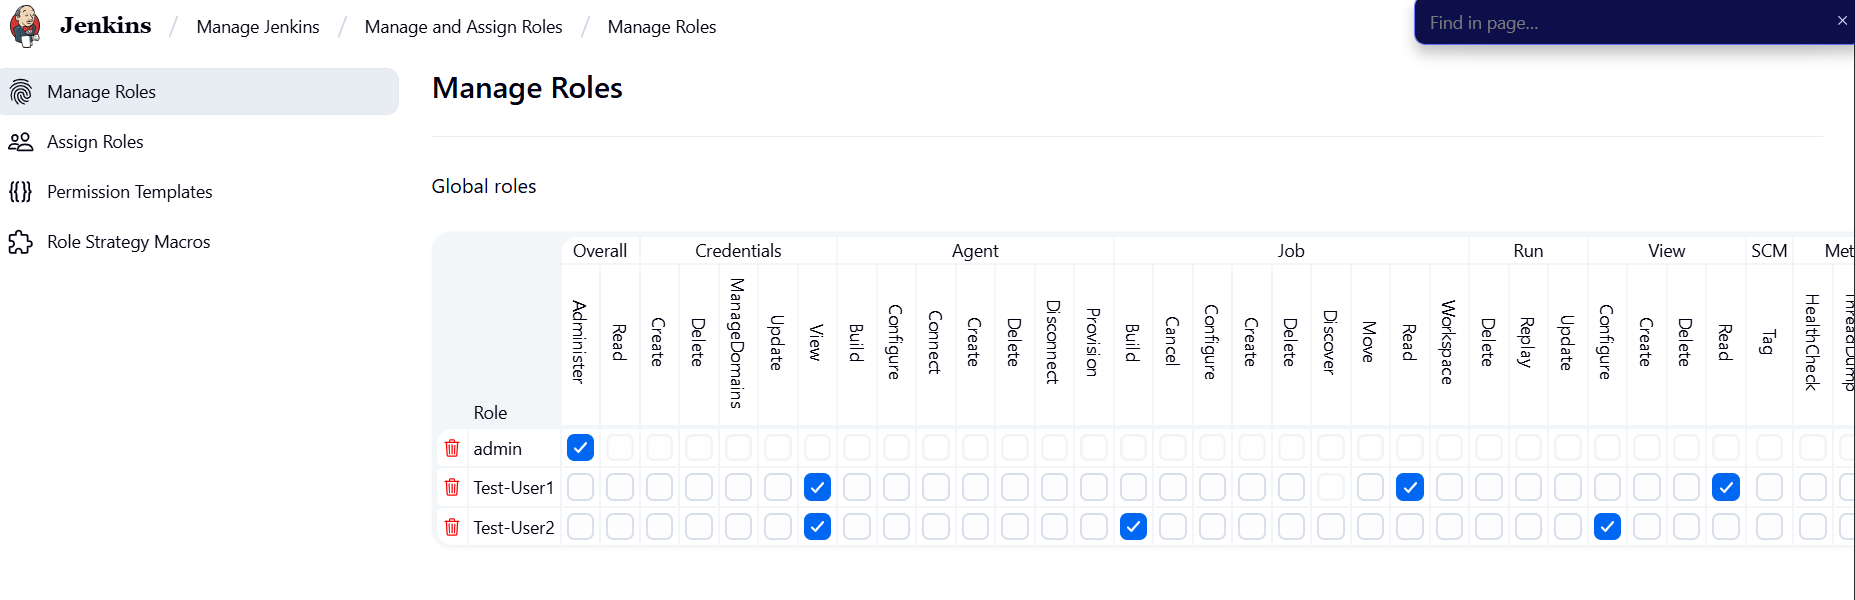 Jenkins / Manage Jenkins / Manage and Assign Roles / Manage Roles
Find in page...
Manage Roles
Assign Roles
Permission Templates
Role Strategy Macros
Manage Roles
Global roles
Overall Credentials Agent Job Run View SCM Met
Role Administer Read Create Delete ManageDomains Update View Build Configure Connect Create Delete Disconnect Provision Build Cancel Configure Create Delete Discover Move Read Workspace Delete Replay Update Configure Create Delete Read Tag HealthCheck ThreadDump
admin
Test-User1
Test-User2